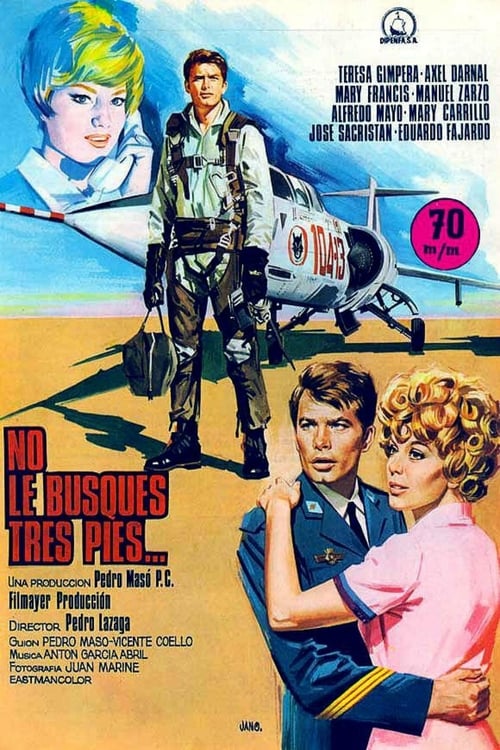 DIPENFA, S.A.
TERESA GIMPERA · AXEL DARNAL
MARY FRANCIS · MANUEL ZARZO
ALFREDO MAYO · MARY CARRILLO
JOSE SACRISTAN · EDUARDO FAJARDO
70
m/m
104-13
NO
LE BUSQUES
TRES PIES...
UNA PRODUCCION PEDRO MASÓ P.C.
Filmayer Producción
DIRECTOR Pedro Lazaga
GUION PEDRO MASO-VICENTE COELLO
MUSICA ANTON GARCIA ABRIL
FOTOGRAFIA JUAN MARINE
EASTMANCOLOR
JANO.